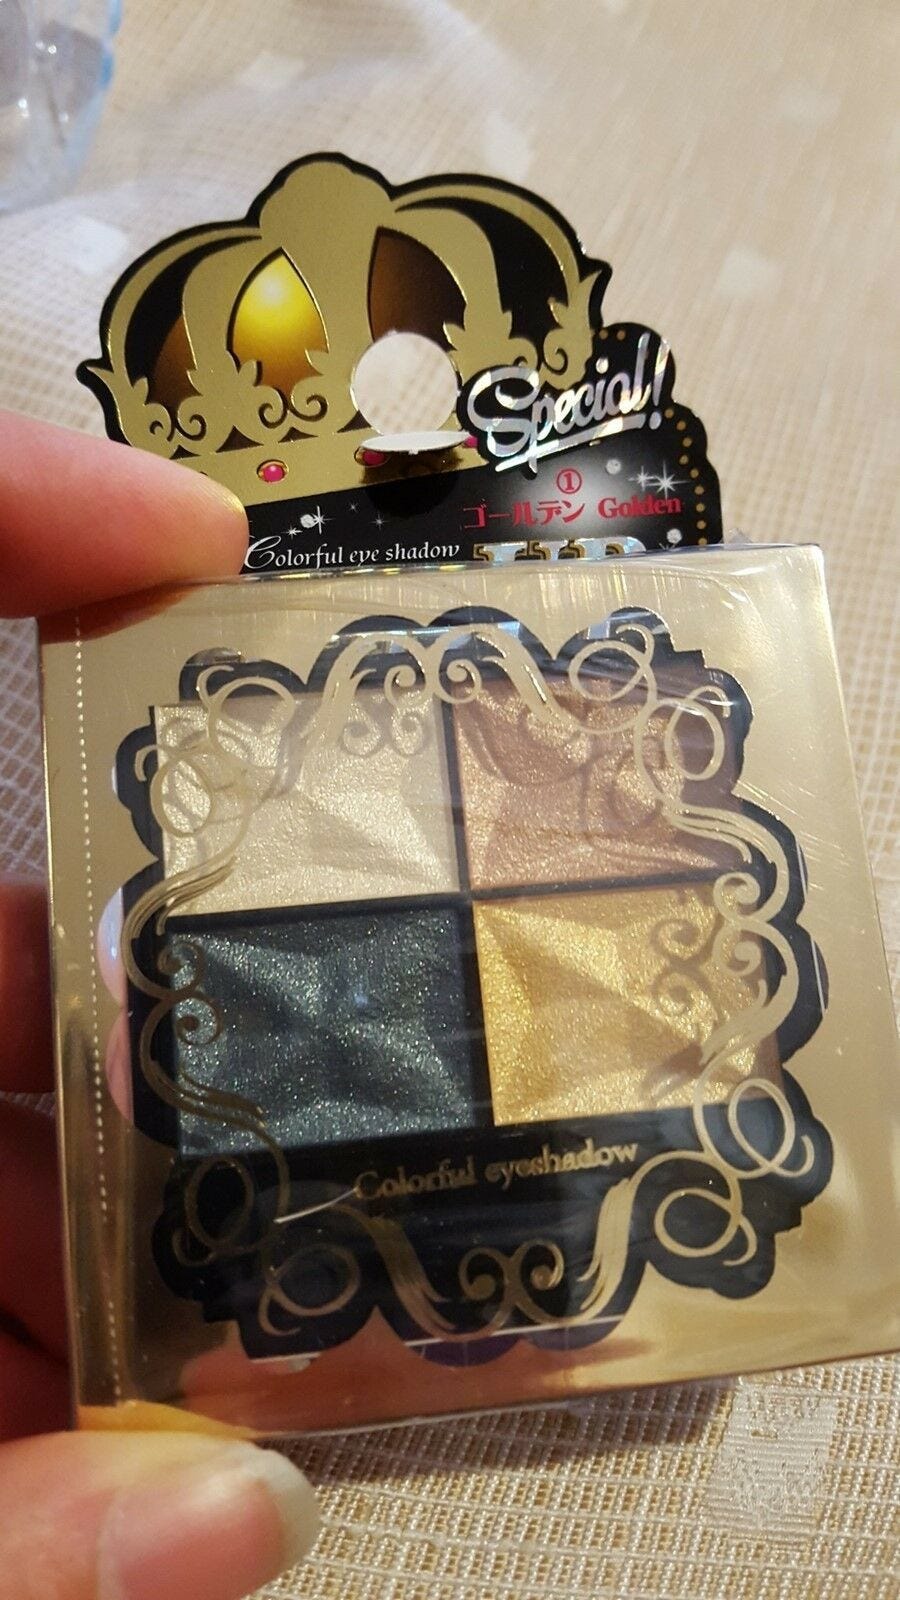 Special!
①
ゴールデン Golden
Colorful eye shadow
Colorful eyeshadow